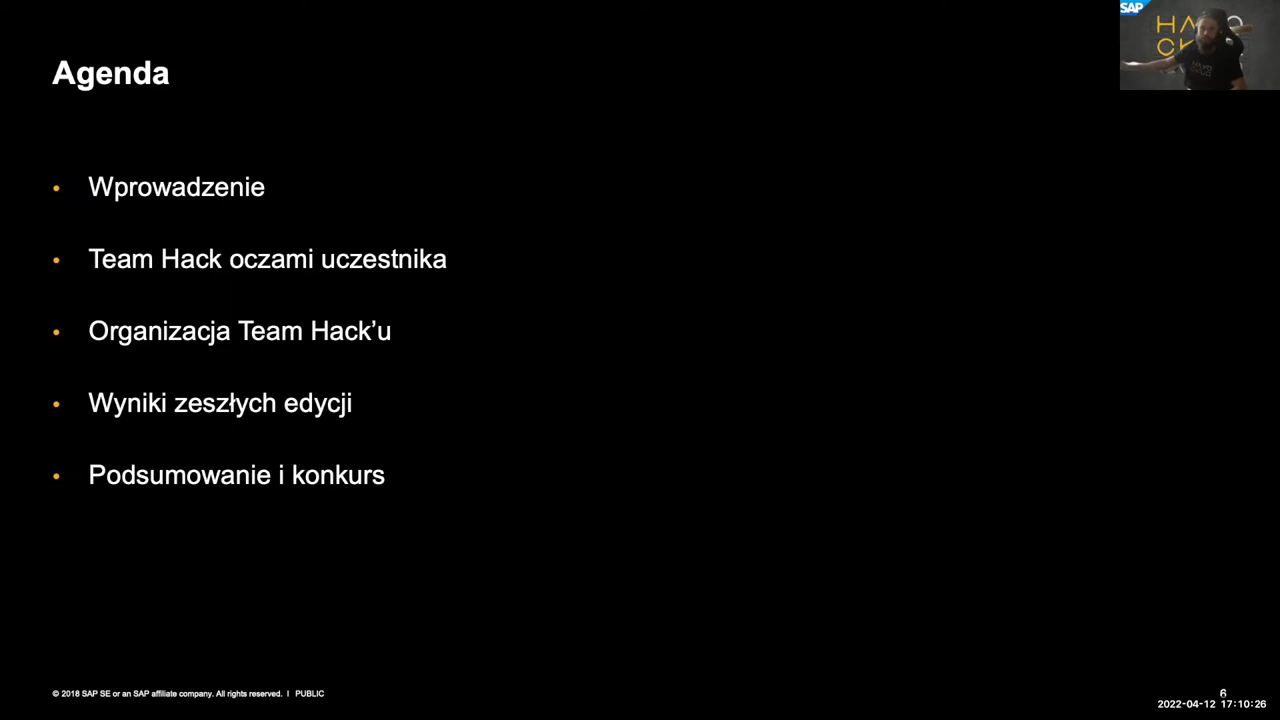 SAP
Agenda
• Wprowadzenie
• Team Hack oczami uczestnika
• Organizacja Team Hack’u
• Wyniki zeszłych edycji
• Podsumowanie i konkurs
© 2018 SAP SE or an SAP affiliate company. All rights reserved. I PUBLIC
6
2022-04-12 17:10:26